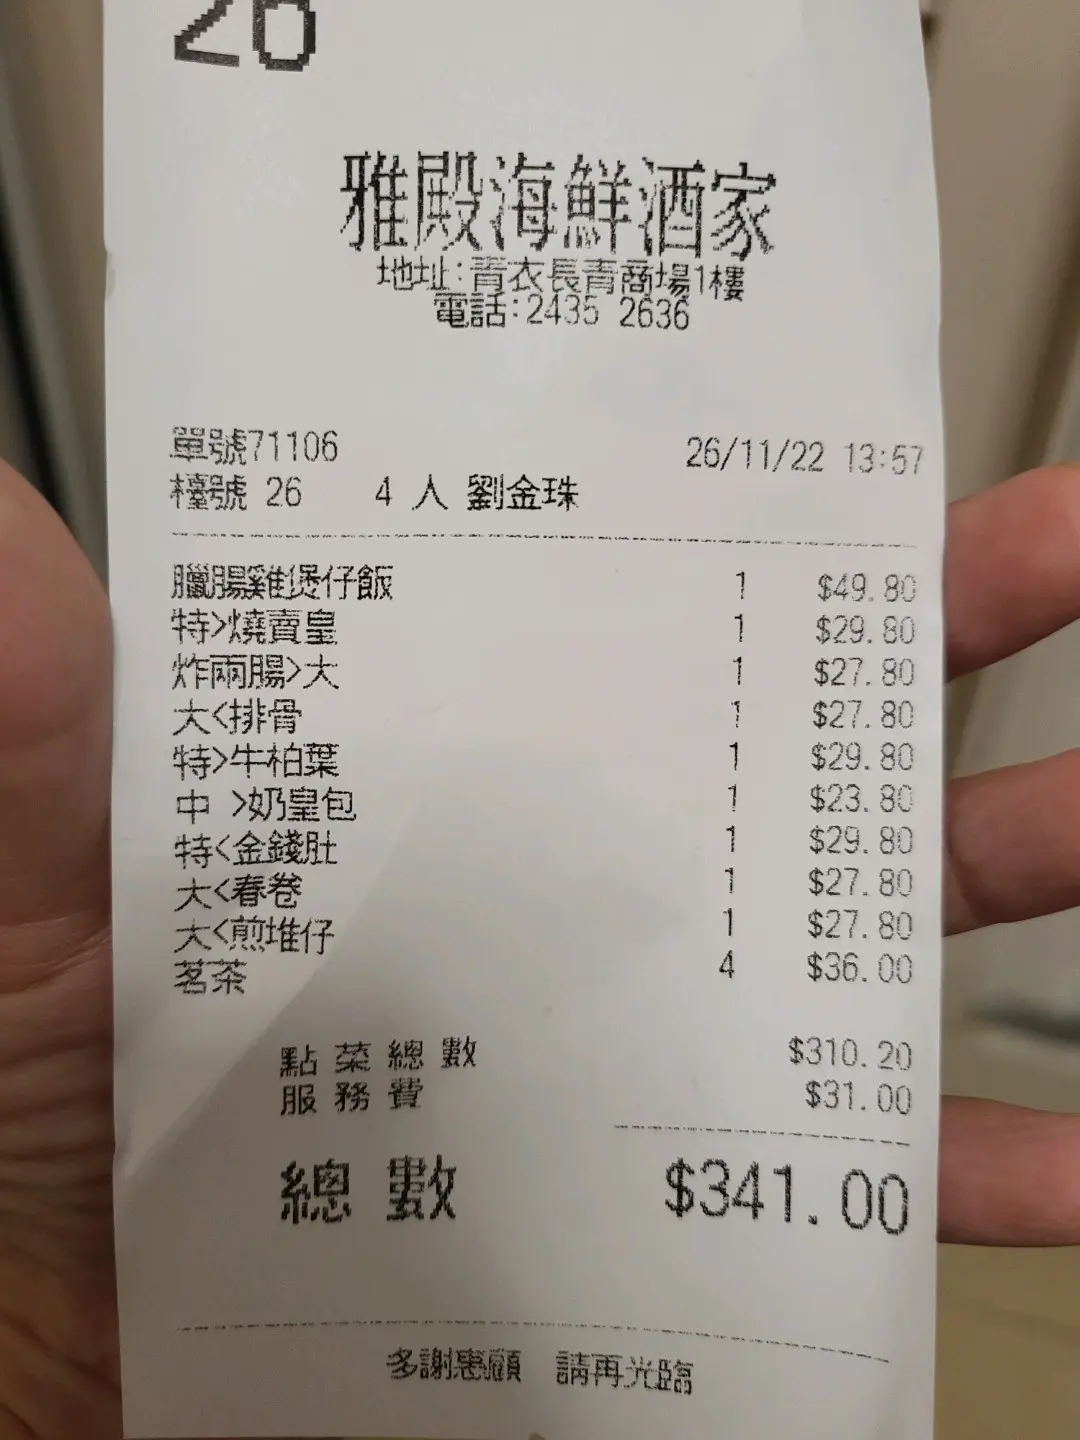 26
雅殿海鮮酒家
地址:青衣長青商場1樓
電話:2435 2636
單號71106 26/11/22 13:57
檯號 26 4 人 劉金珠
臘腸雞煲仔飯 1 $49.80
特>燒賣皇 1 $29.80
炸兩腸>大 1 $27.80
大<排骨 1 $27.80
特>牛柏葉 1 $29.80
中 >奶皇包 1 $23.80
特<金錢肚 1 $29.80
大<春卷 1 $27.80
大<煎堆仔 1 $27.80
茗茶 4 $36.00
點菜總數 $310.20
服務費 $31.00
總數 $341.00
多謝惠顧 請再光臨